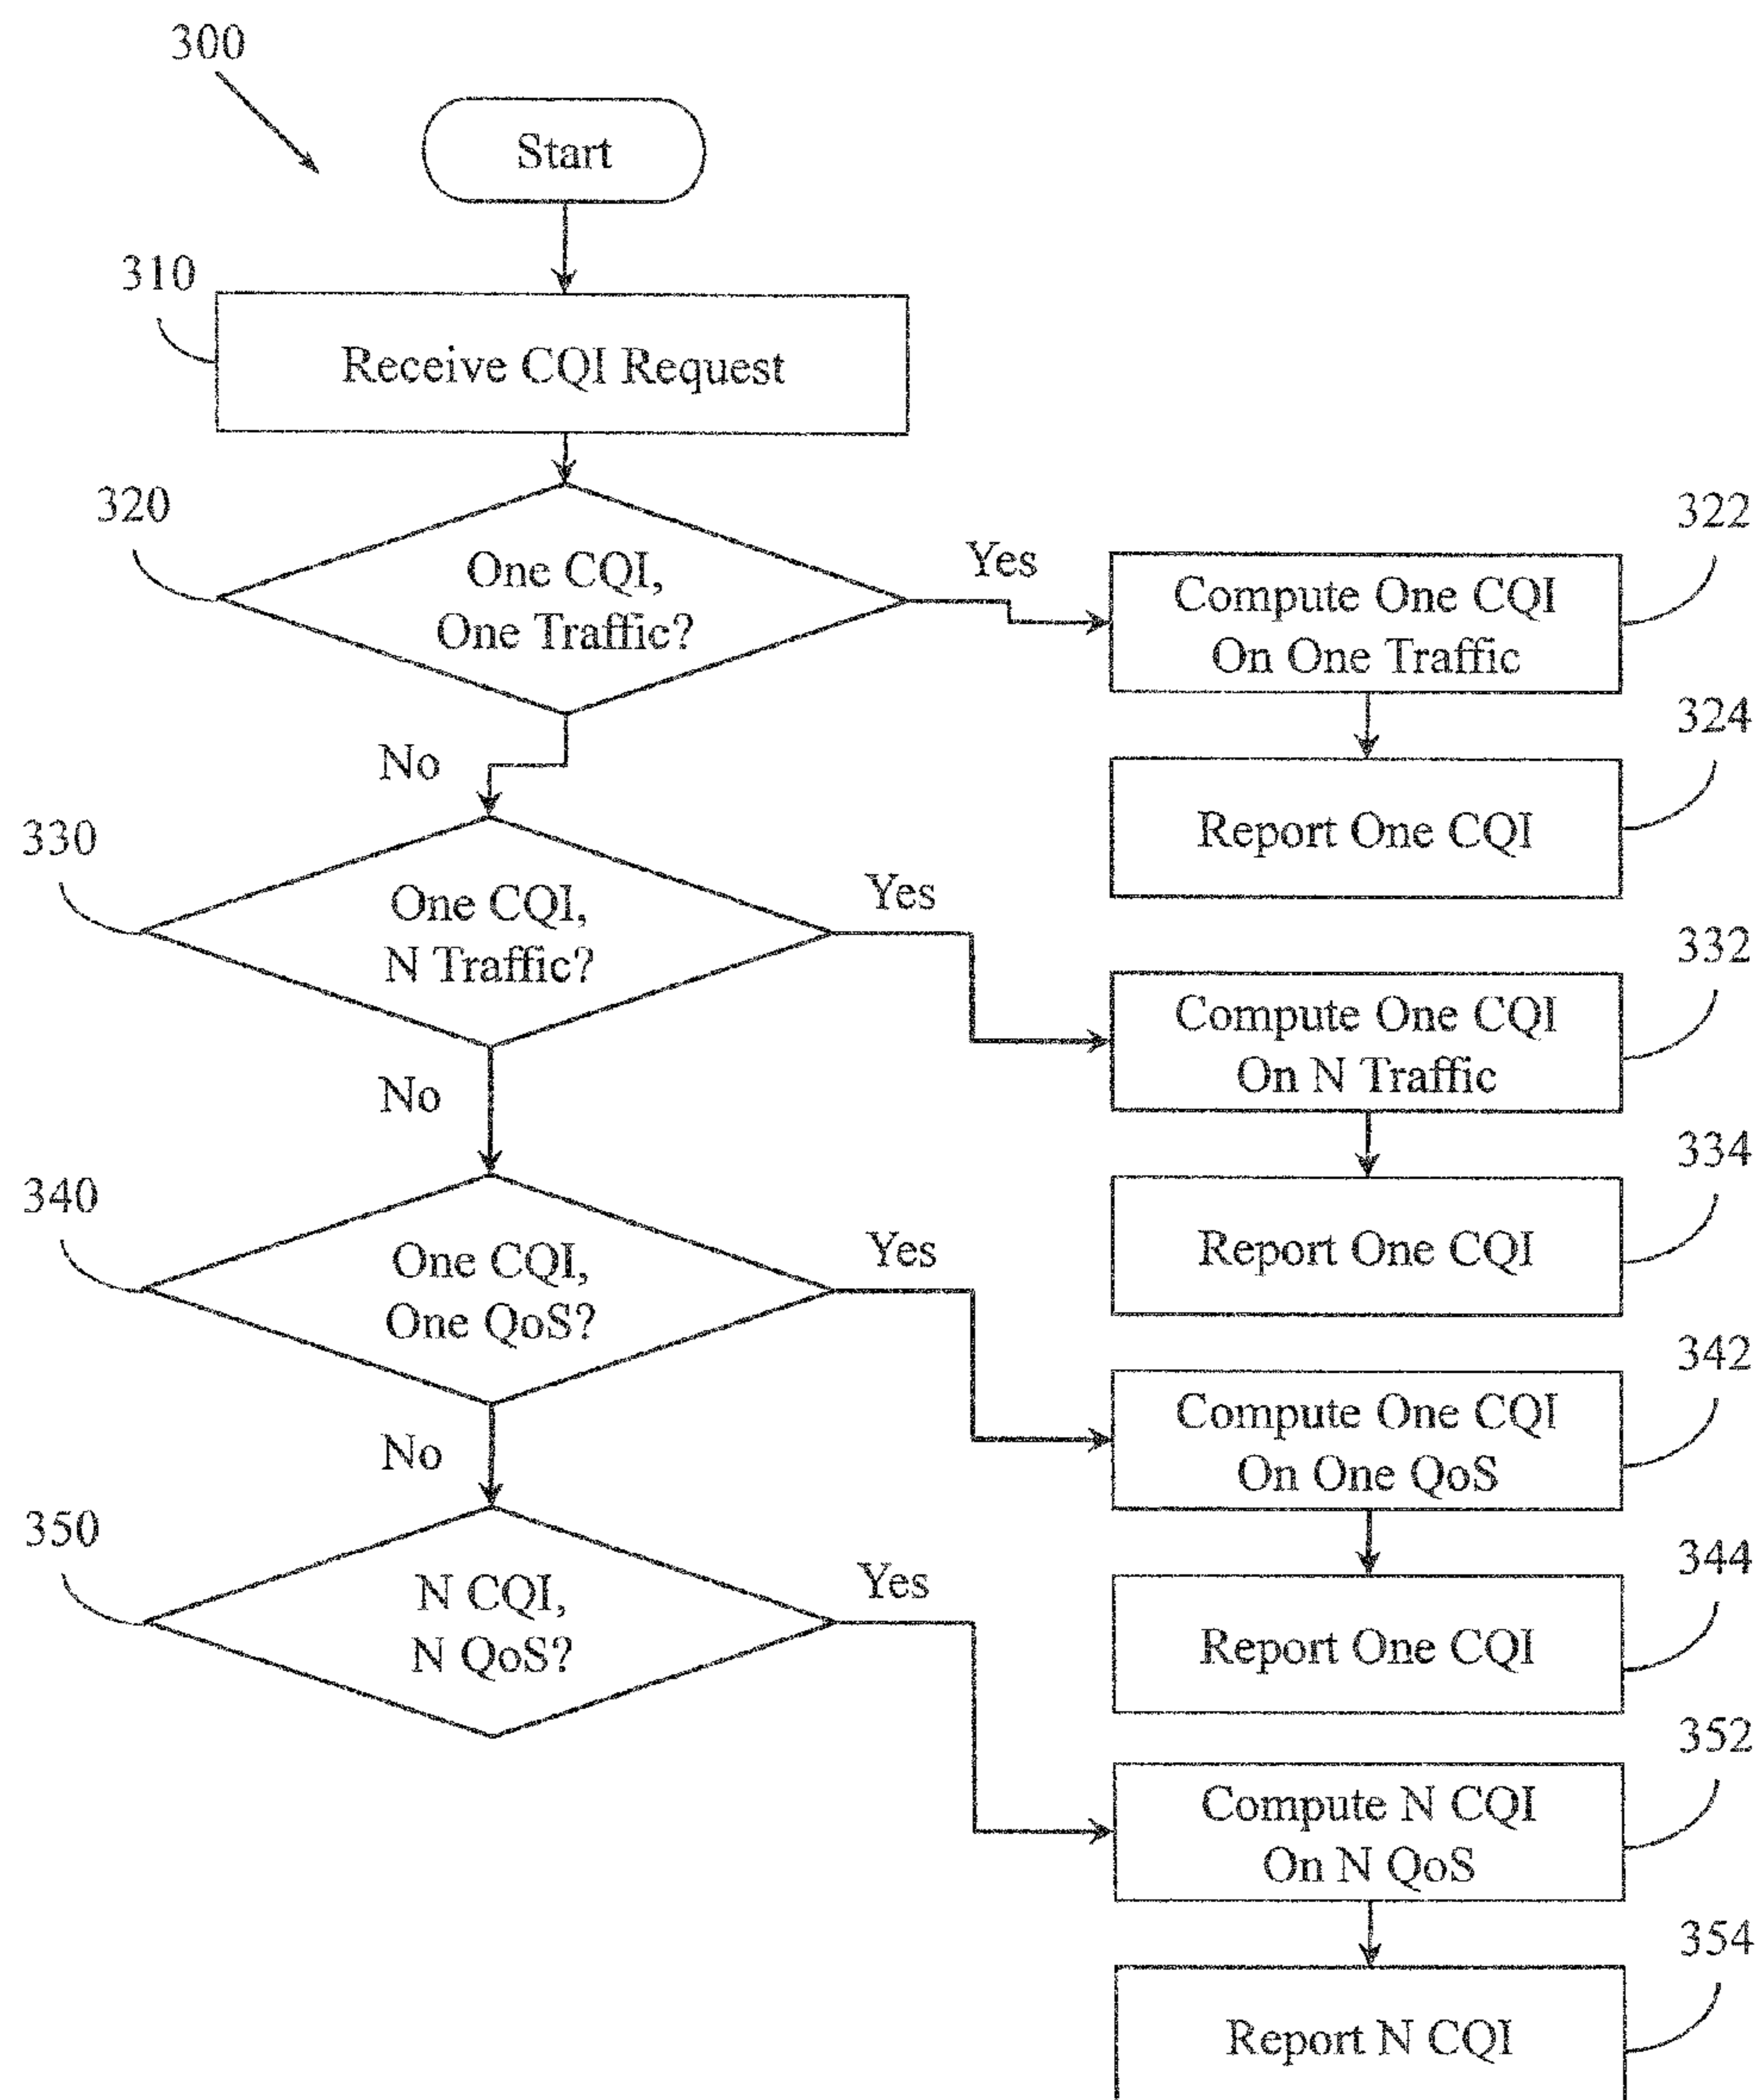 300
Start
310
Receive CQI Request
320
One CQI,
One Traffic?
Yes
322
Compute One CQI
On One Traffic
324
Report One CQI
No
330
One CQI,
N Traffic?
Yes
332
Compute One CQI
On N Traffic
334
Report One CQI
No
340
One CQI,
One QoS?
Yes
342
Compute One CQI
On One QoS
344
Report One CQI
No
350
N CQI,
N QoS?
Yes
352
Compute N CQI
On N QoS
354
Report N CQI